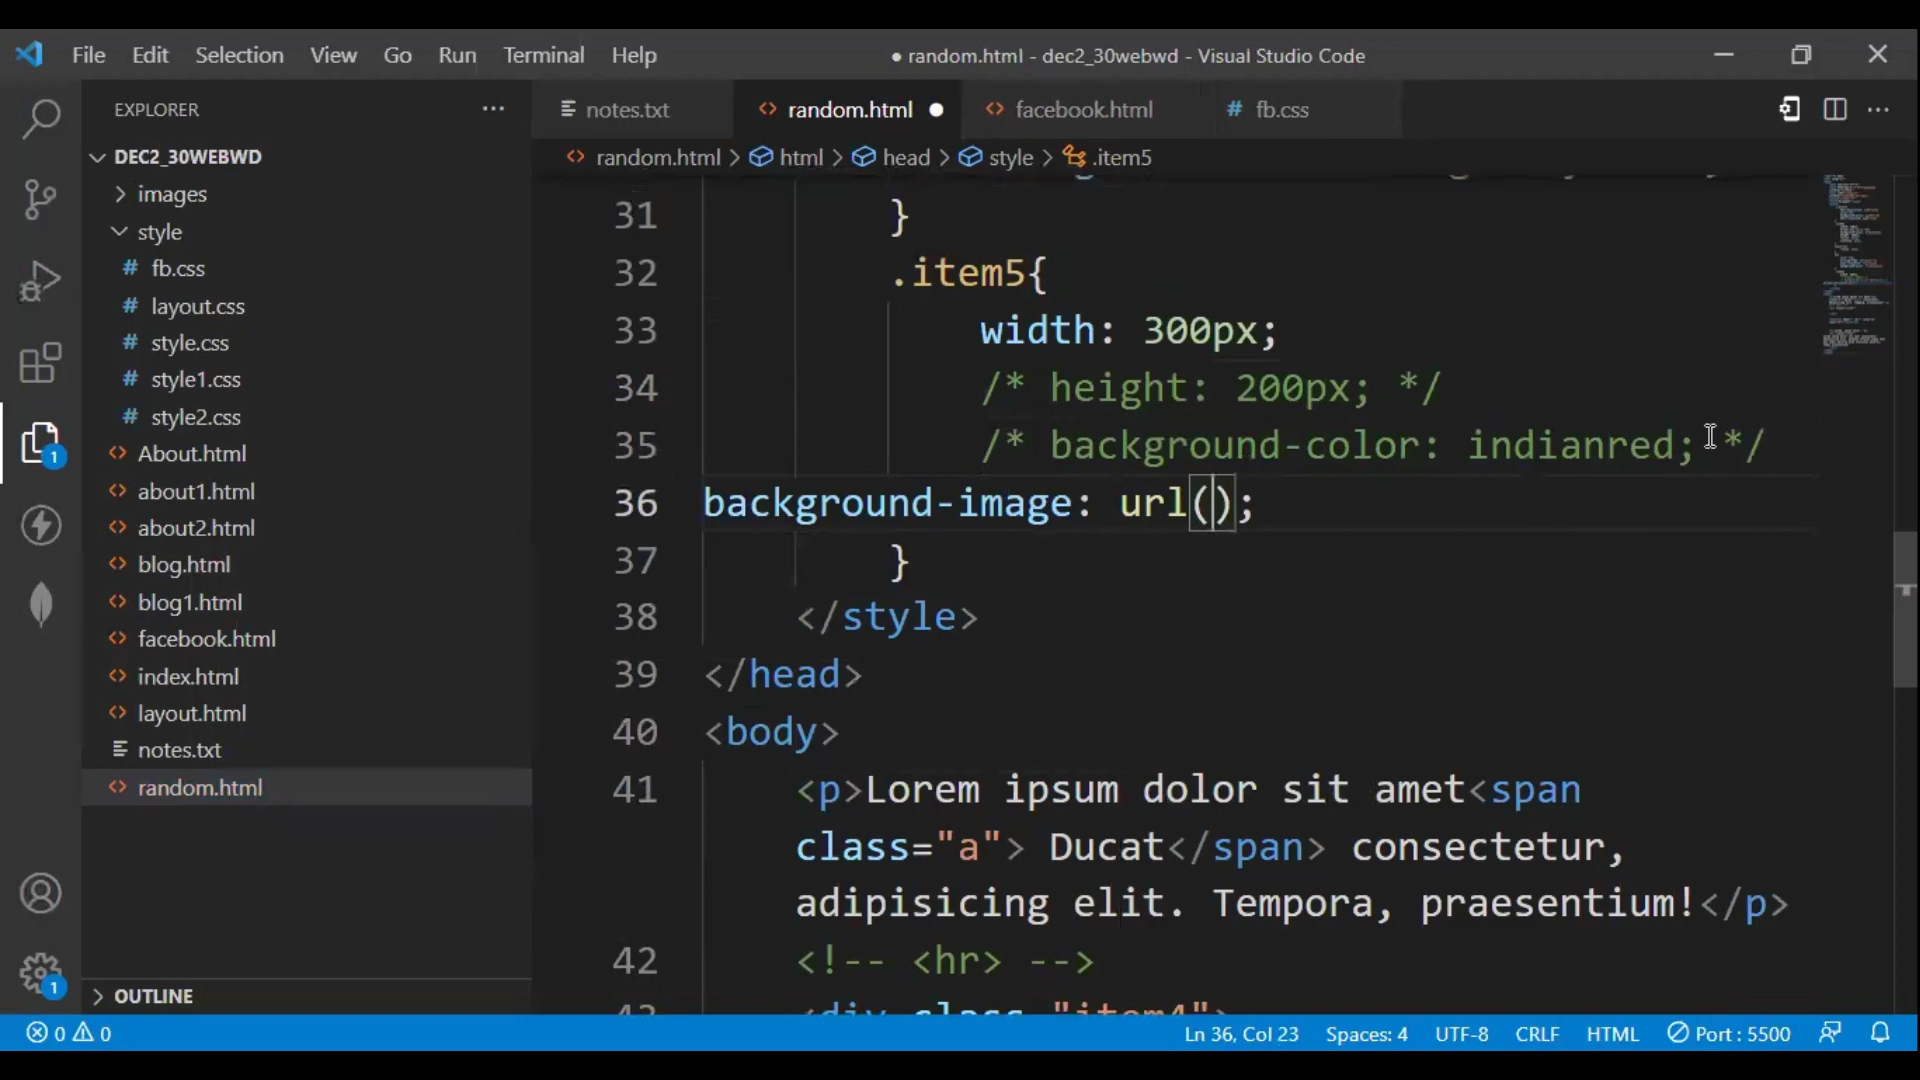 File Edit Selection View Go Run Terminal Help
● random.html - dec2_30webwd - Visual Studio Code
EXPLORER
notes.txt
random.html
facebook.html
# fb.css
random.html > html > head > style > .item5
DEC2_30WEBWD
images
style
# fb.css
# layout.css
# style.css
# style1.css
# style2.css
About.html
about1.html
about2.html
blog.html
blog1.html
facebook.html
index.html
layout.html
notes.txt
random.html
OUTLINE
1
1
31 }
32 .item5{
33 width: 300px;
34 /* height: 200px; */
35 /* background-color: indianred; */
36 background-image: url();
37 }
38 </style>
39 </head>
40 <body>
41 <p>Lorem ipsum dolor sit amet<span
class="a"> Ducat</span> consectetur,
adipisicing elit. Tempora, praesentium!</p>
42 <!-- <hr> -->
43 <div class="item4">
0 0
Ln 36, Col 23 Spaces: 4 UTF-8 CRLF HTML Port : 5500